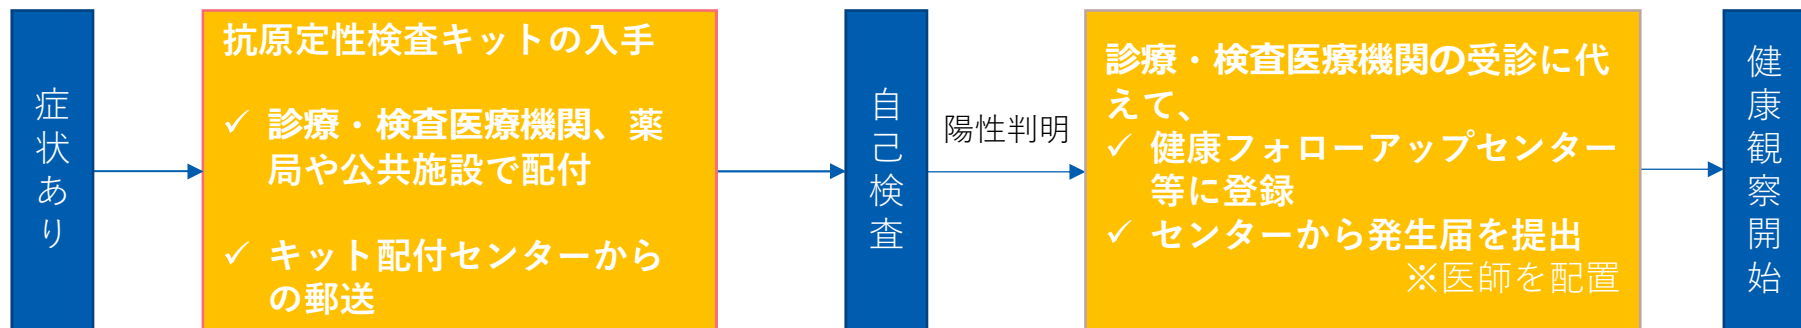 症状あり
抗原定性検査キットの入手
✓ 診療・検査医療機関、薬
局や公共施設で配付
✓ キット配付センターから
の郵送
自己検査
陽性判明
診療・検査医療機関の受診に代
えて、
✓ 健康フォローアップセンター
等に登録
✓ センターから発生届を提出
※医師を配置
健康観察開始